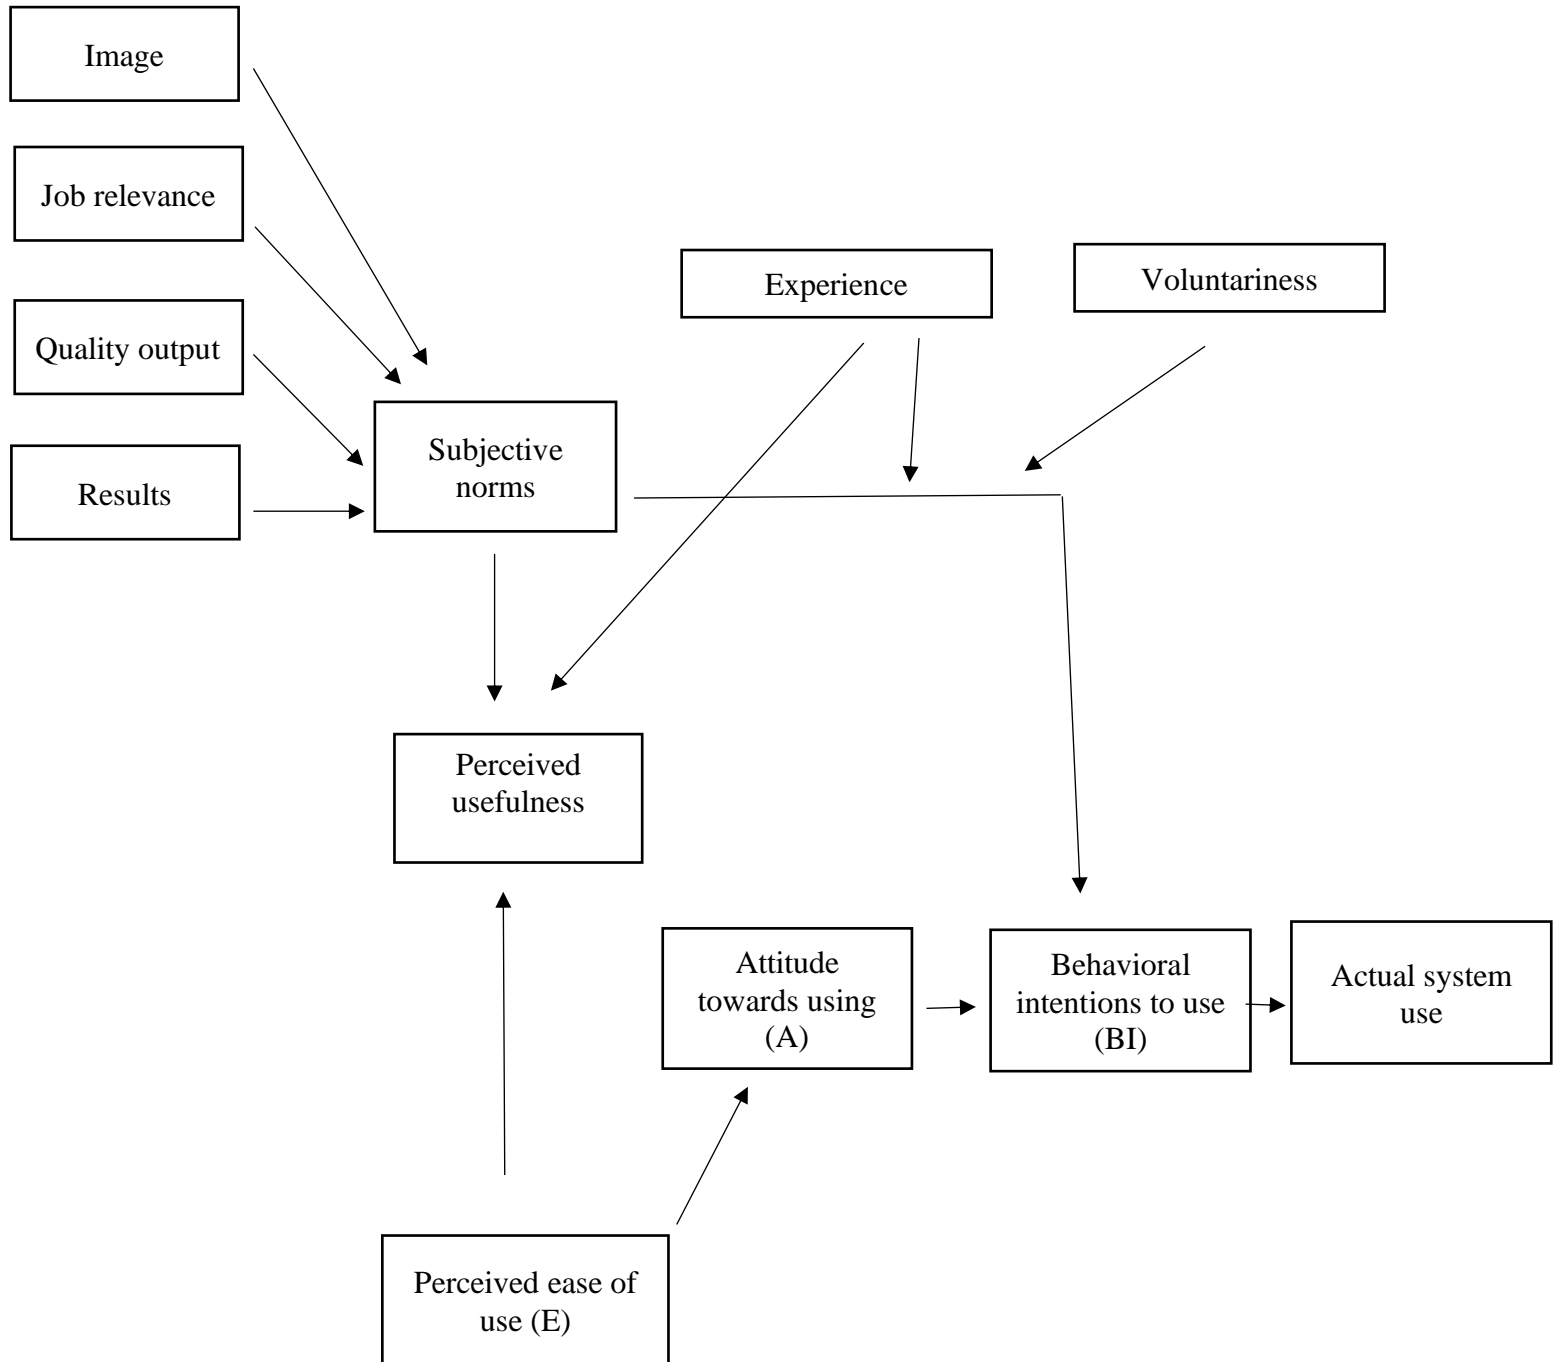 Image
Job relevance
Quality output
Results
Subjective
norms
Experience
Voluntariness
Perceived
usefulness
Attitude
towards using
(A)
Behavioral
intentions to use
(BI)
Actual system
use
Perceived ease of
use (E)